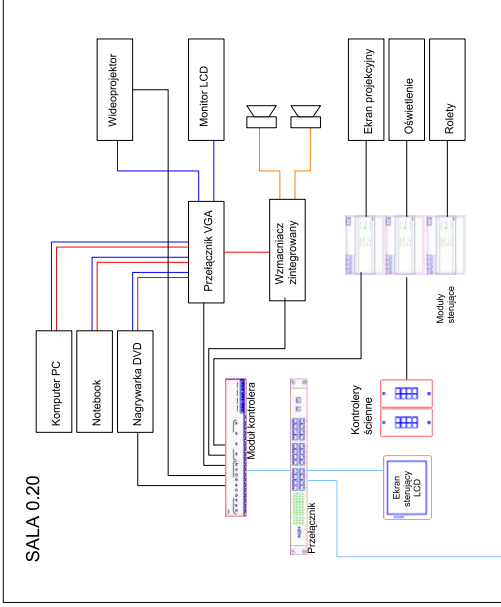 SALA 0.20
Komputer PC
Notebook
Nagrywarka DVD
Wideoprojektor
Monitor LCD
Przełącznik VGA
Wzmacniacz
zintegrowany
Ekran projekcyjny
Oświetlenie
Rolety
Moduły
sterujące
Moduł kontrolera
Przełącznik
Kontrolery
ścienne
Ekran
sterujący
LCD